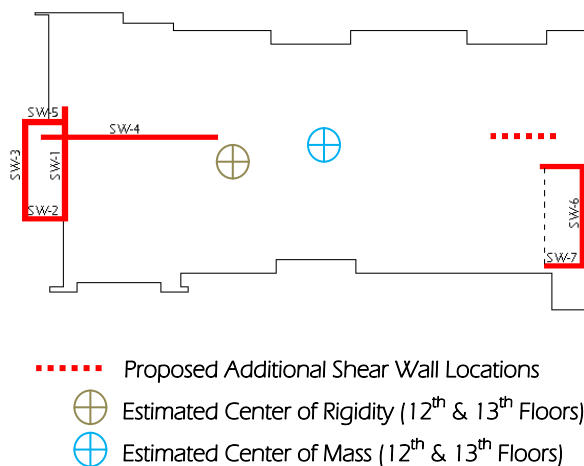 SW-5
SW-4
SW-3
SW-1
SW-2
SW-6
SW-7
Proposed Additional Shear Wall Locations
Estimated Center of Rigidity (12th & 13th Floors)
Estimated Center of Mass (12th & 13th Floors)